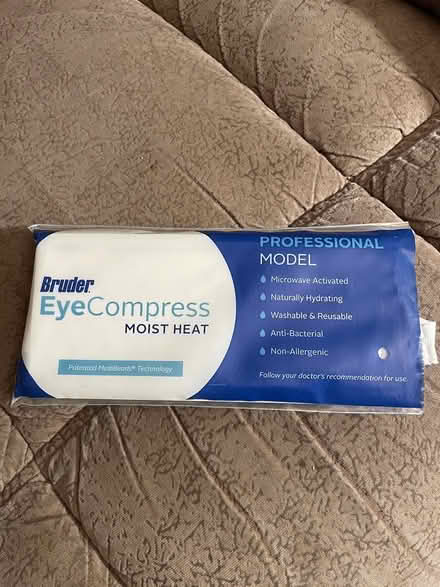 Bruder
EyeCompress
MOIST HEAT
Patented MediBeads® Technology
PROFESSIONAL
MODEL
Microwave Activated
Naturally Hydrating
Washable & Reusable
Anti-Bacterial
Non-Allergenic
Follow your doctor's recommendation for use.